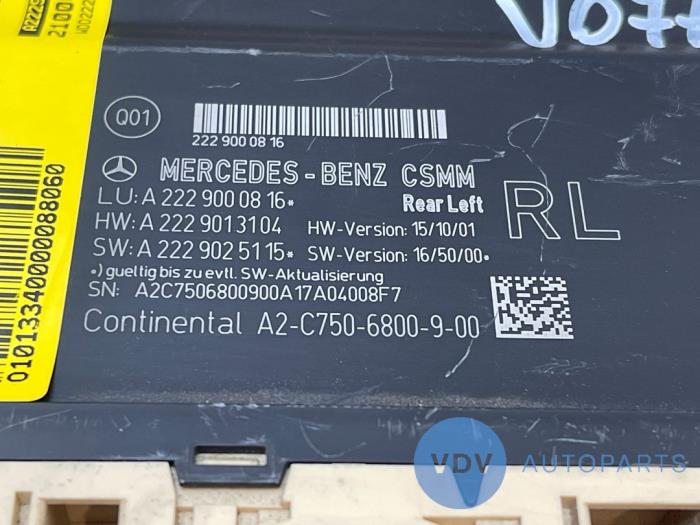 Q01
222 900 08 16
MERCEDES-BENZ CSMM
LU: A 222 900 08 16* Rear Left
HW: A 222 901 31 04 HW-Version: 15/10/01
SW: A 222 902 51 15* SW-Version: 16/50/00*
*) gueltig bis zu evtl. SW-Aktualisierung
SN: A2C7506800900A17A04008F7
Continental A2-C750-6800-9-00
RL
0101334000000088060
VDV AUTOPARTS